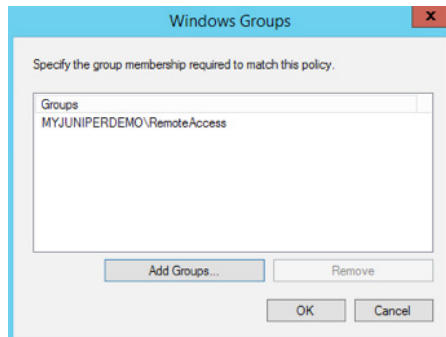 Windows Groups
x
Specify the group membership required to match this policy.
Groups
MYJUNIPERDEMO\RemoteAccess
Add Groups...
Remove
OK
Cancel